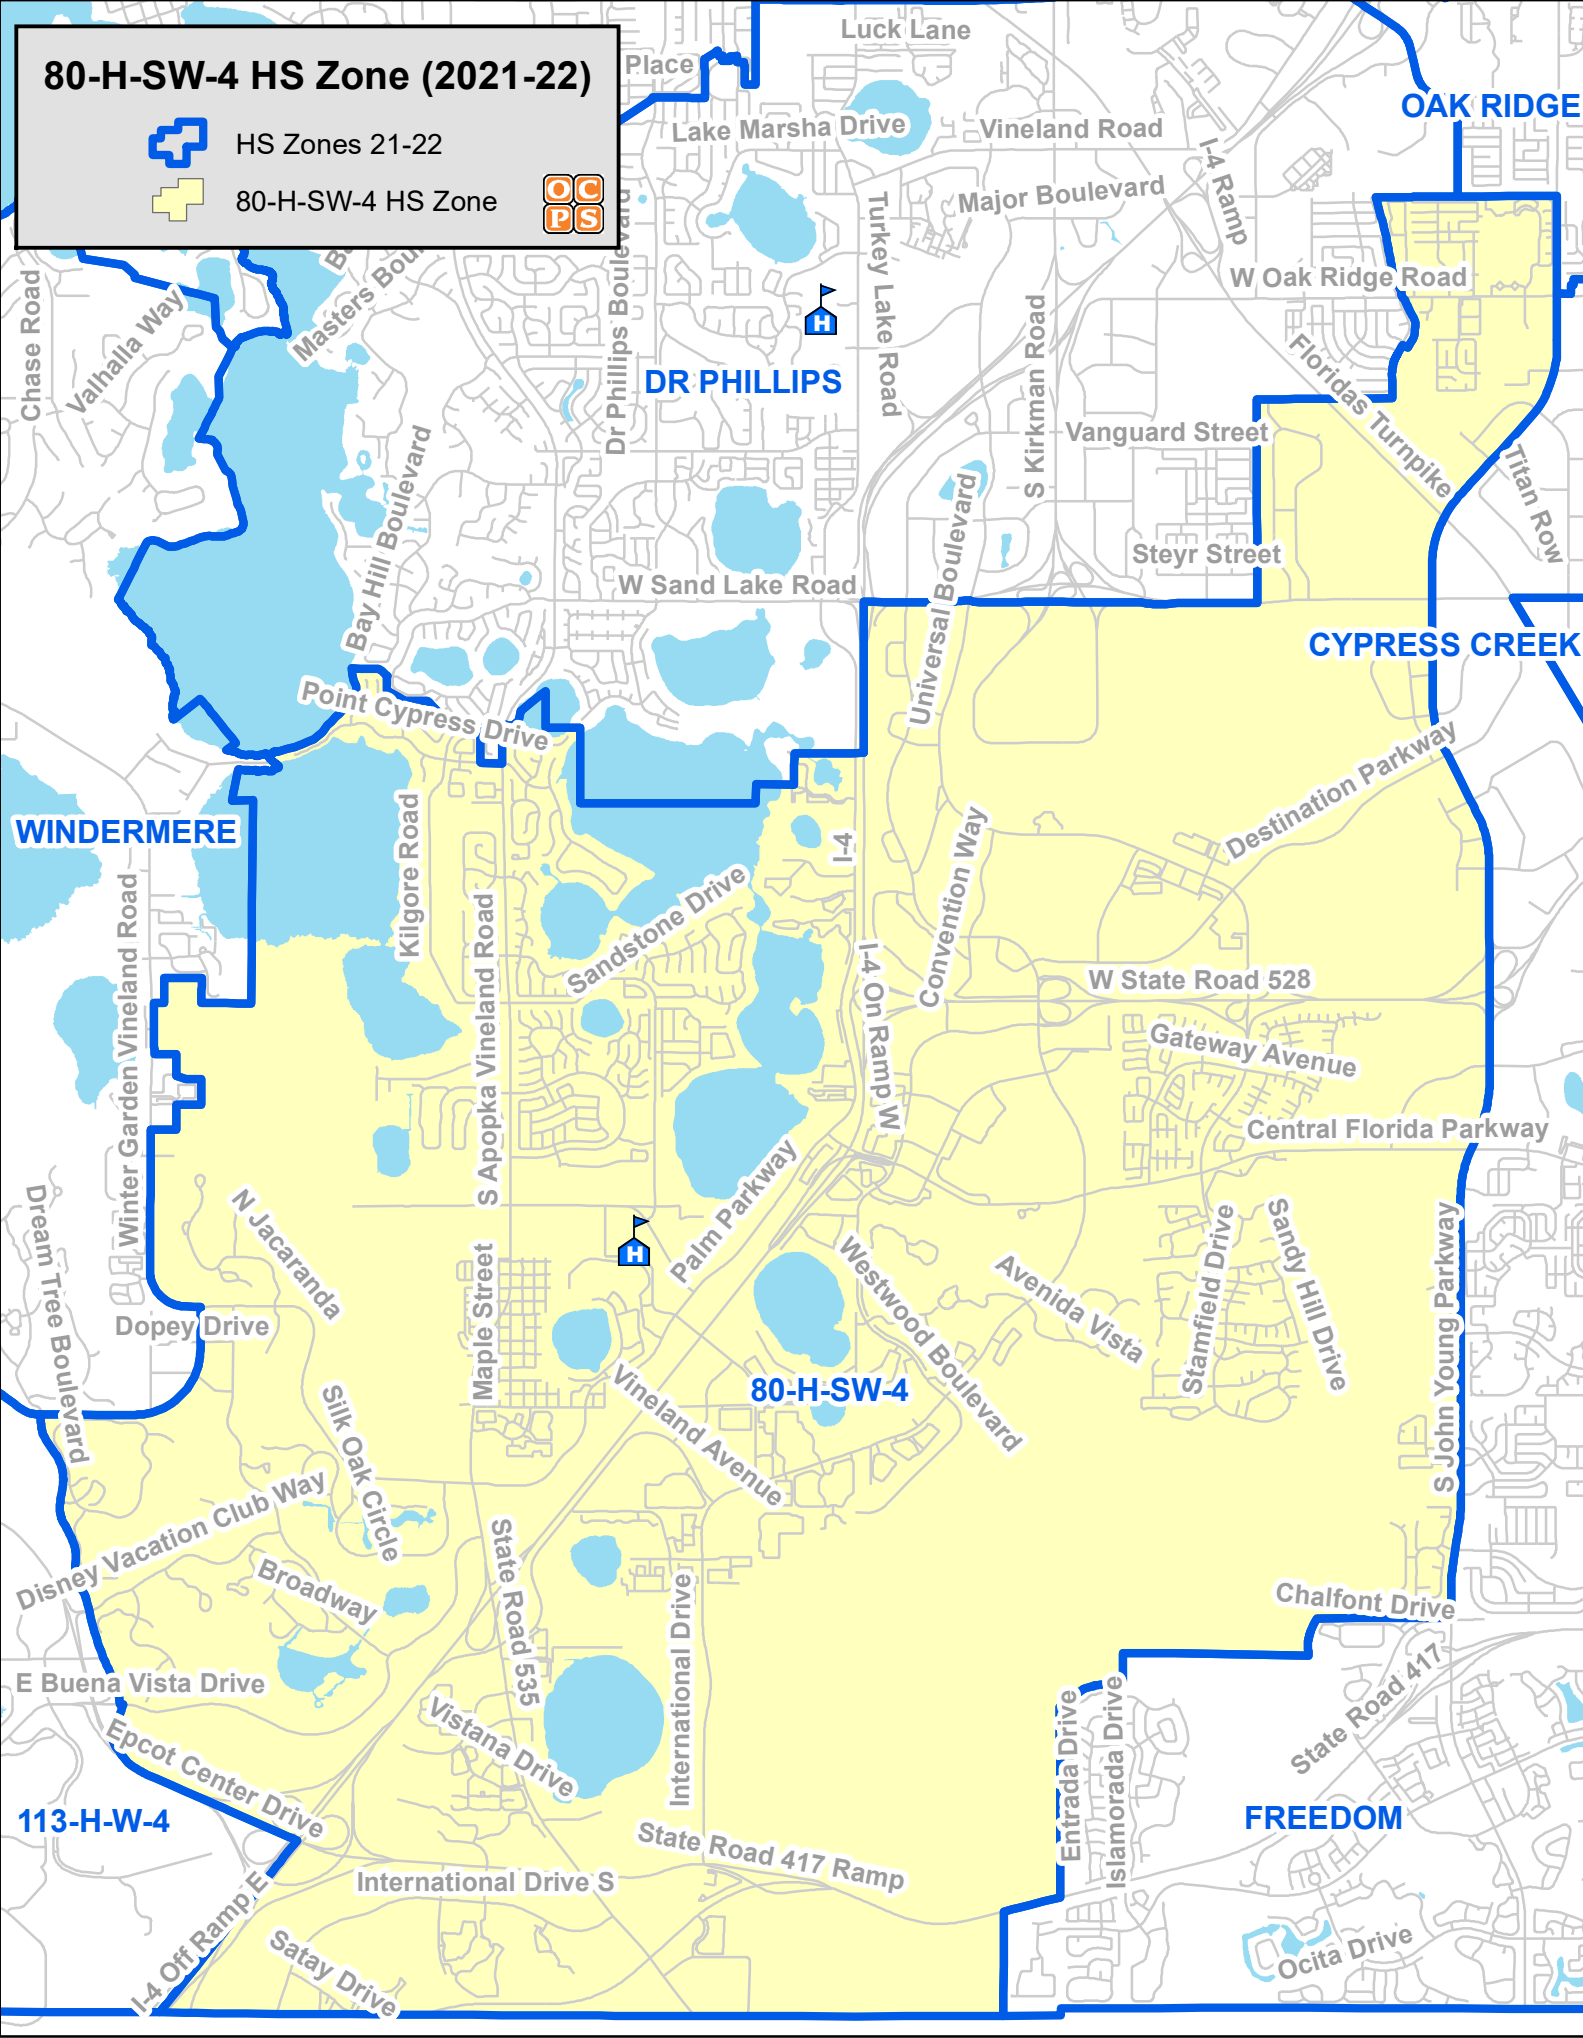 80-H-SW-4 HS Zone (2021-22)
HS Zones 21-22
80-H-SW-4 HS Zone
OC
PS
Luck Lane
Place
OAK RIDGE
Lake Marsha Drive
Vineland Road
I-4 Ramp
Major Boulevard
Turkey Lake Road
Dr Phillips Boulevard
Masters Bou
Chase Road
Valhalla Way
W Oak Ridge Road
H
DR PHILLIPS
S Kirkman Road
Floridas Turnpike
Vanguard Street
Titan Row
Bay Hill Boulevard
Universal Boulevard
Steyr Street
W Sand Lake Road
CYPRESS CREEK
Point Cypress Drive
Destination Parkway
WINDERMERE
Kilgore Road
I-4
Convention Way
Sandstone Drive
Winter Garden Vineland Road
S Apopka Vineland Road
I-4 On Ramp W
W State Road 528
Gateway Avenue
Central Florida Parkway
Palm Parkway
Dream Tree Boulevard
N Jacaranda
H
Maple Street
Westwood Boulevard
Avenida Vista
Stamfield Drive
Sandy Hill Drive
S John Young Parkway
Dopey Drive
80-H-SW-4
Vineland Avenue
Silk Oak Circle
Disney Vacation Club Way
Broadway
State Road 535
International Drive
Chalfont Drive
E Buena Vista Drive
State Road 417
Epcot Center Drive
Vistana Drive
Entrada Drive
Islamorada Drive
113-H-W-4
FREEDOM
State Road 417 Ramp
International Drive S
I-4 Off Ramp E
Satay Drive
Ocita Drive